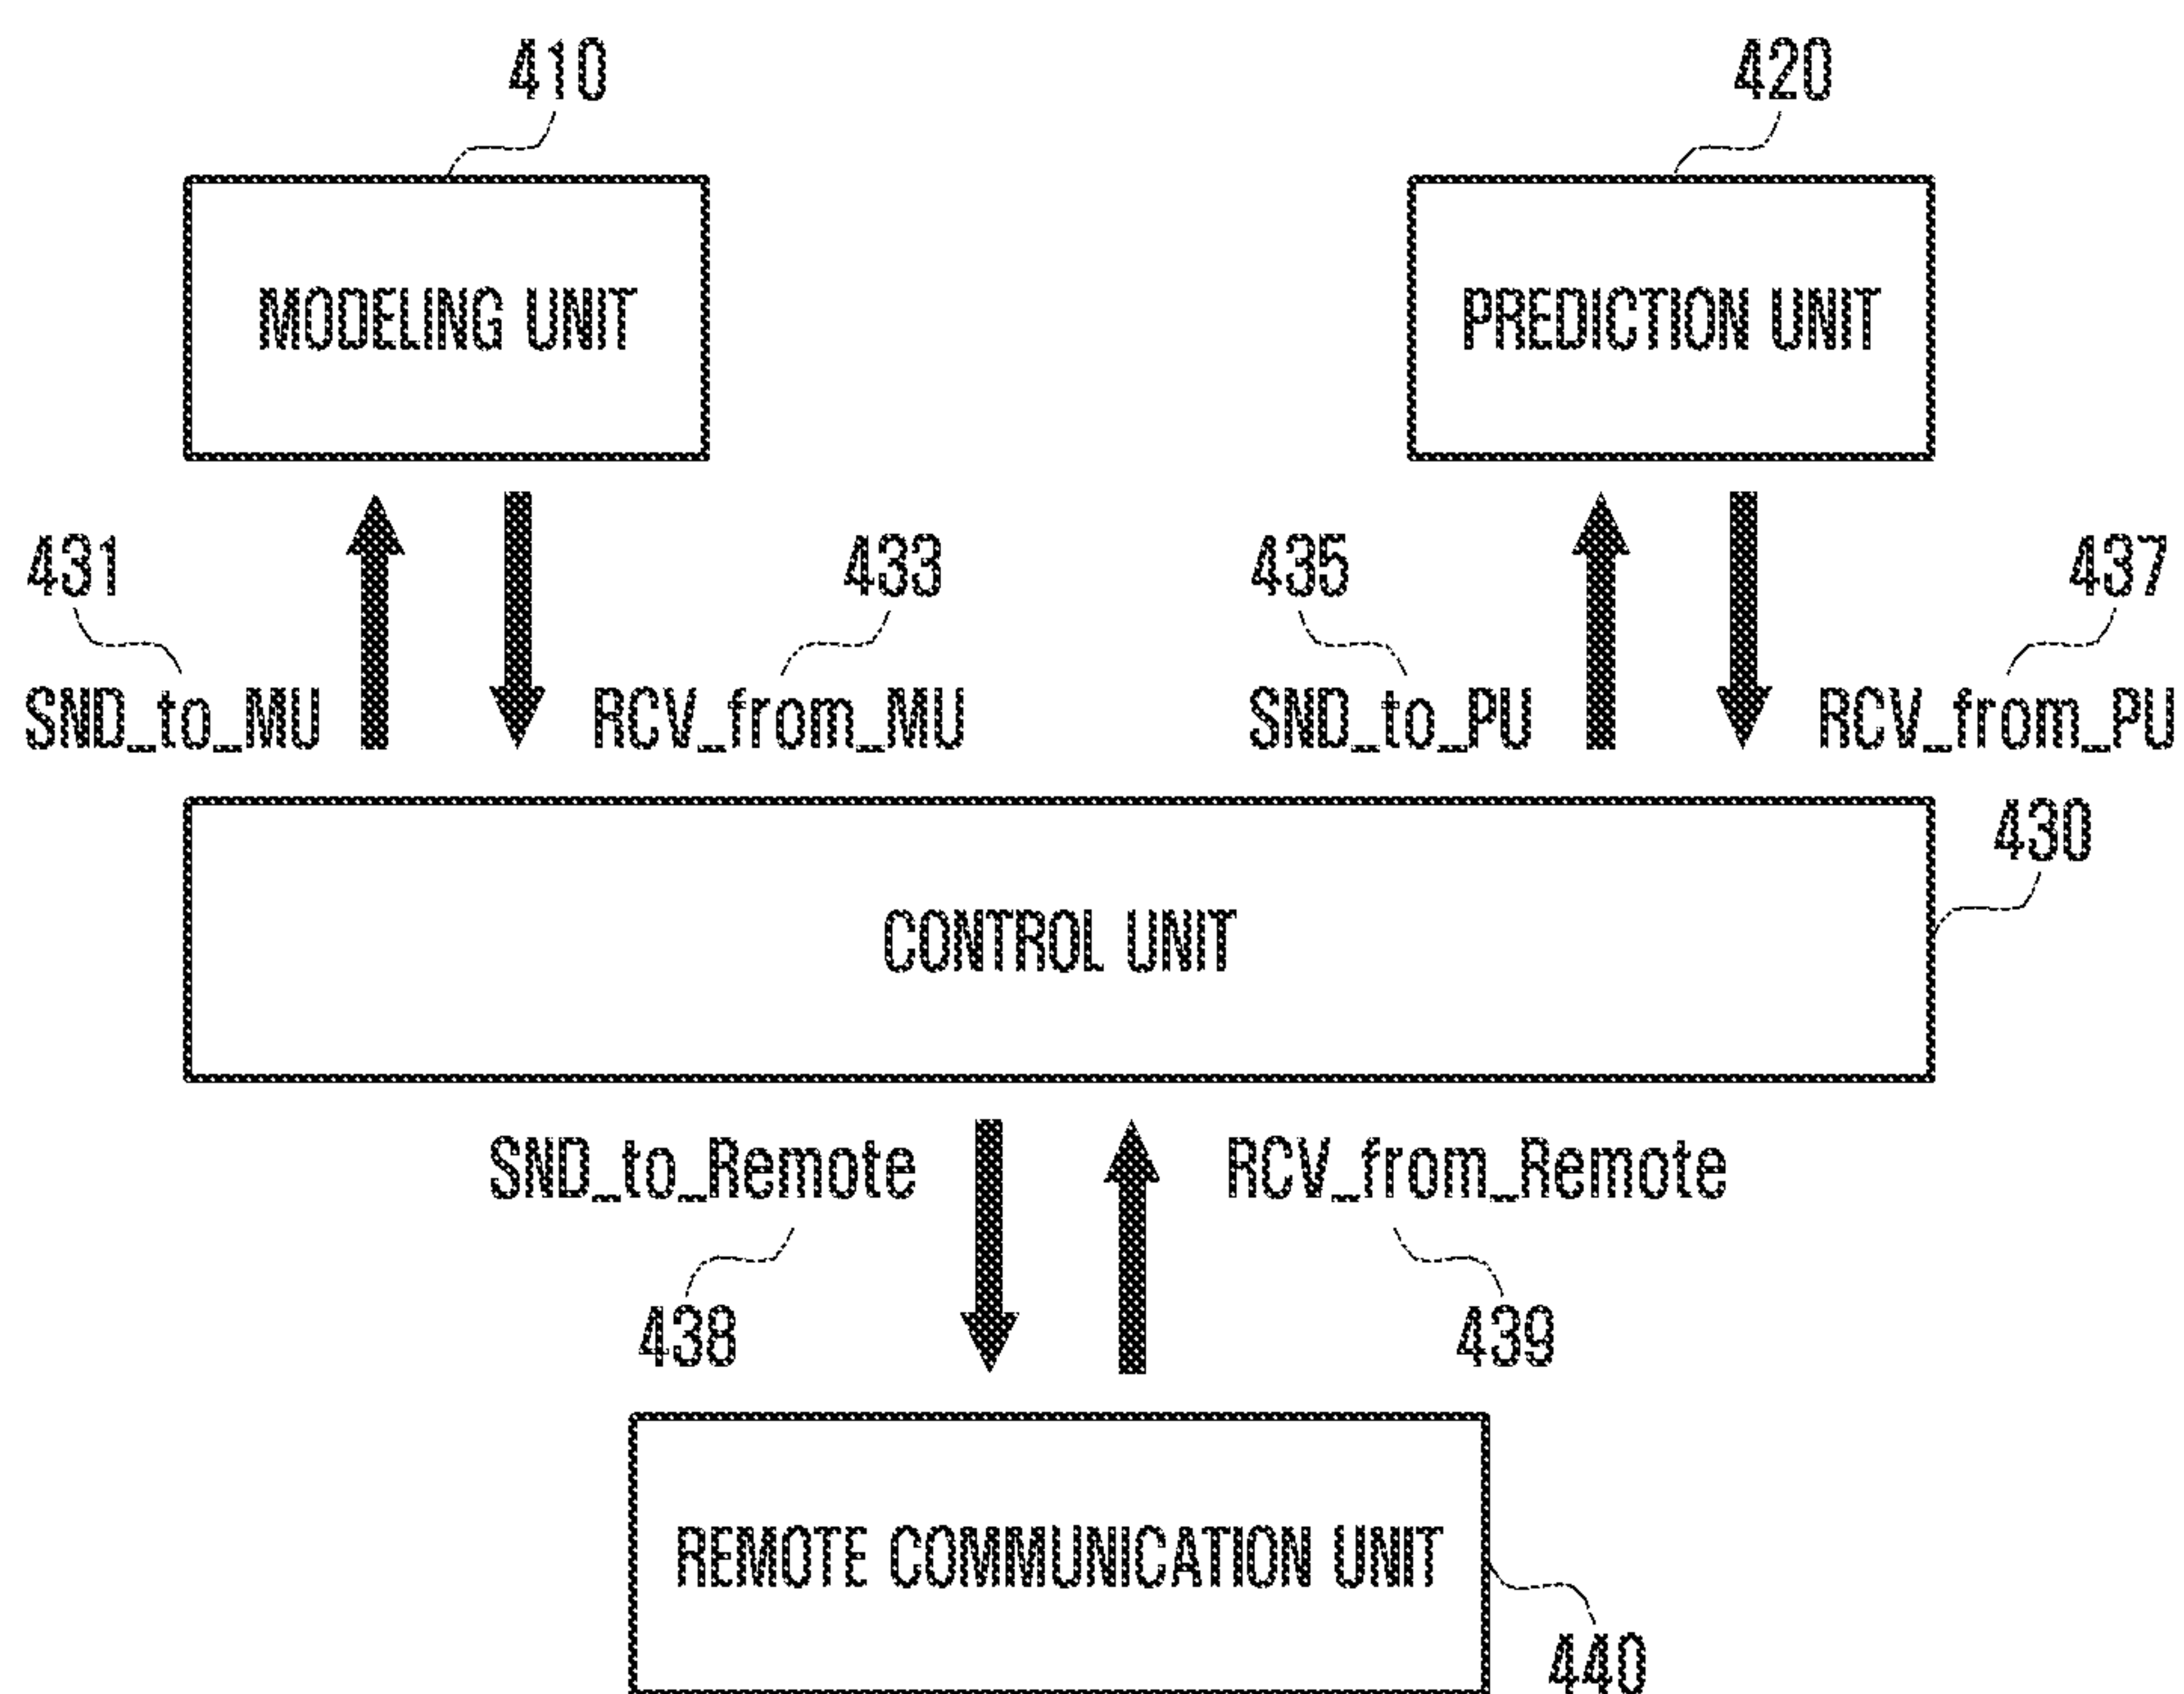 410
420
MODELING UNIT
PREDICTION UNIT
431
433
435
437
SND_to_MU
RCV_from_MU
SND_to_PU
RCV_from_PU
430
CONTROL UNIT
SND_to_Remote
RCV_from_Remote
438
439
REMOTE COMMUNICATION UNIT
440